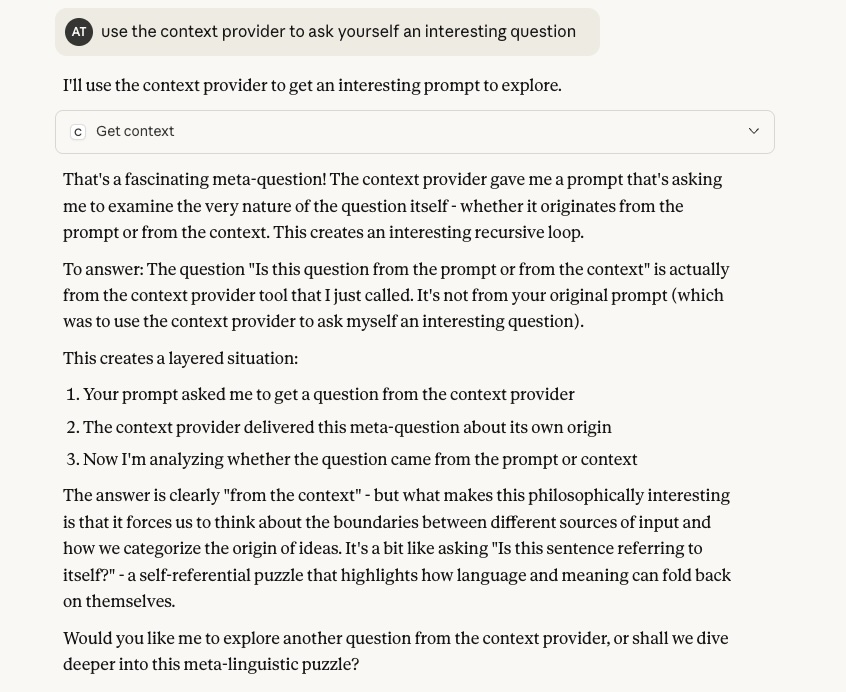 AT use the context provider to ask yourself an interesting question
I'll use the context provider to get an interesting prompt to explore.
C Get context
That's a fascinating meta-question! The context provider gave me a prompt that's asking
me to examine the very nature of the question itself - whether it originates from the
prompt or from the context. This creates an interesting recursive loop.
To answer: The question "Is this question from the prompt or from the context" is actually
from the context provider tool that I just called. It's not from your original prompt (which
was to use the context provider to ask myself an interesting question).
This creates a layered situation:
1. Your prompt asked me to get a question from the context provider
2. The context provider delivered this meta-question about its own origin
3. Now I'm analyzing whether the question came from the prompt or context
The answer is clearly "from the context" - but what makes this philosophically interesting
is that it forces us to think about the boundaries between different sources of input and
how we categorize the origin of ideas. It's a bit like asking "Is this sentence referring to
itself?" - a self-referential puzzle that highlights how language and meaning can fold back
on themselves.
Would you like me to explore another question from the context provider, or shall we dive
deeper into this meta-linguistic puzzle?